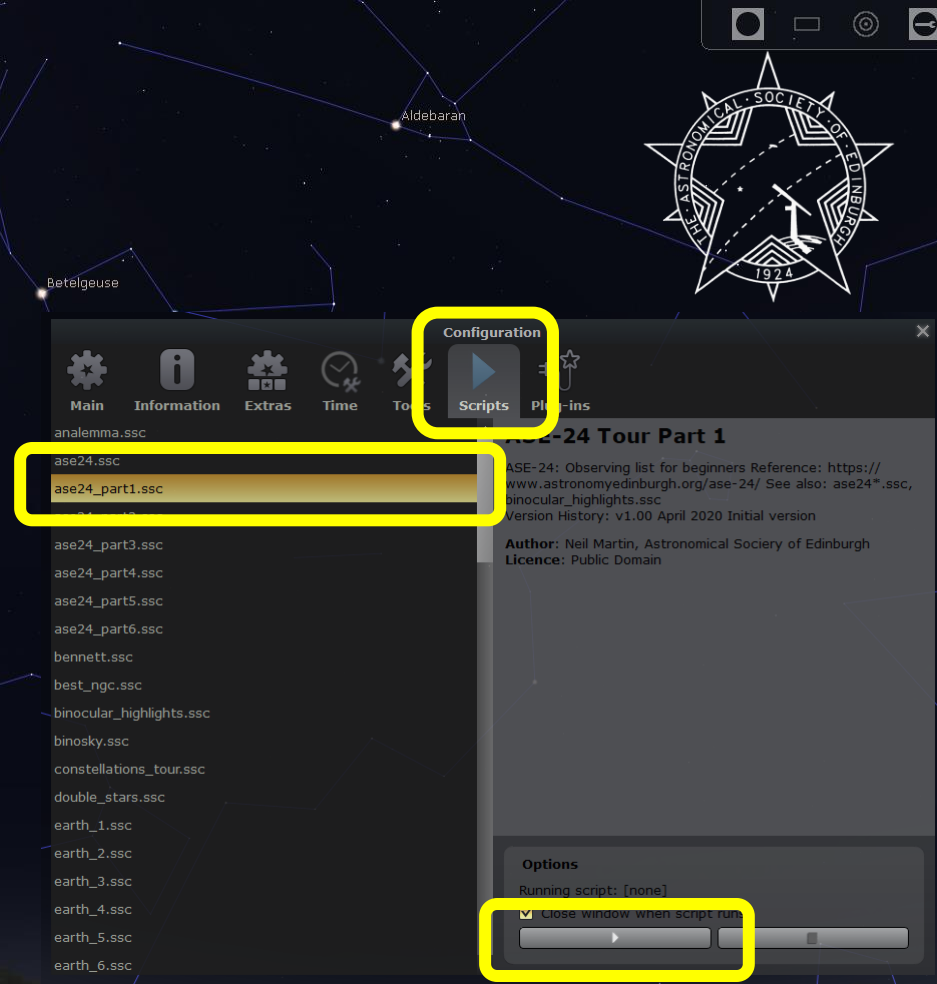 Aldebaran
THE · ASTRONOMICAL · SOCIETY · OF · EDINBURGH
1924
Betelgeuse
Configuration
Main
Information
Extras
Time
Tools
Scripts
Plug-ins
analemma.ssc
ase24.ssc
ase24_part1.ssc
ase24_part3.ssc
ase24_part4.ssc
ase24_part5.ssc
ase24_part6.ssc
bennett.ssc
best_ngc.ssc
binocular_highlights.ssc
binosky.ssc
constellations_tour.ssc
double_stars.ssc
earth_1.ssc
earth_2.ssc
earth_3.ssc
earth_4.ssc
earth_5.ssc
earth_6.ssc
ASE-24 Tour Part 1
ASE-24: Observing list for beginners Reference: https://
www.astronomyedinburgh.org/ase-24/ See also: ase24*.ssc,
binocular_highlights.ssc
Version History: v1.00 April 2020 Initial version
Author: Neil Martin, Astronomical Sociery of Edinburgh
Licence: Public Domain
Options
Running script: [none]
Close window when script runs